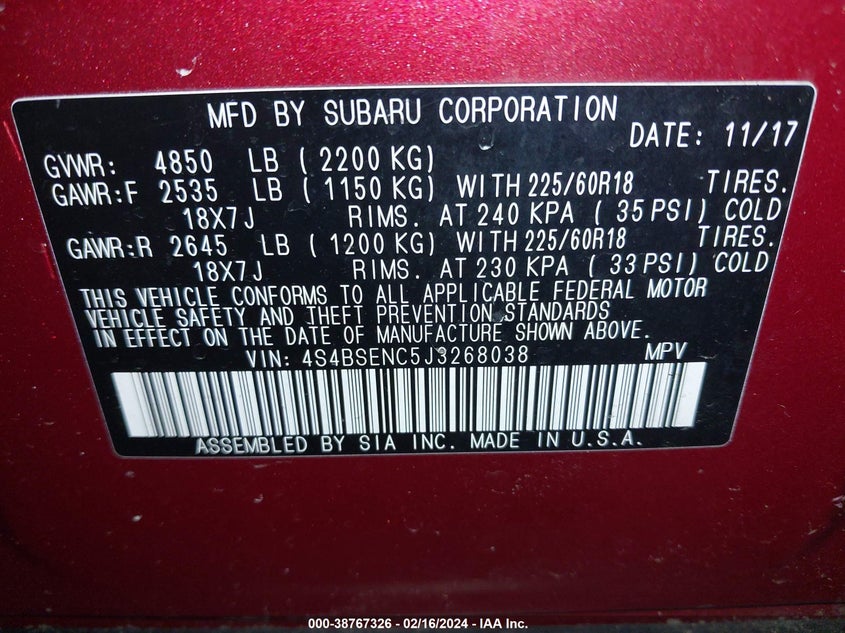 MFD BY SUBARU CORPORATION
DATE: 11/17
GVWR: 4850 LB ( 2200 KG)
GAWR:F 2535 LB ( 1150 KG) WITH 225/60R18 TIRES.
18X7J RIMS. AT 240 KPA ( 35 PSI) COLD
GAWR:R 2645 LB ( 1200 KG) WITH 225/60R18 TIRES.
18X7J RIMS. AT 230 KPA ( 33 PSI) COLD
THIS VEHICLE CONFORMS TO ALL APPLICABLE FEDERAL MOTOR
VEHICLE SAFETY AND THEFT PREVENTION STANDARDS
IN EFFECT ON THE DATE OF MANUFACTURE SHOWN ABOVE.
VIN: 4S4BSENC5J3268038 MPV
ASSEMBLED BY SIA INC. MADE IN U.S.A.
000-38767326 - 02/16/2024 - IAA Inc.